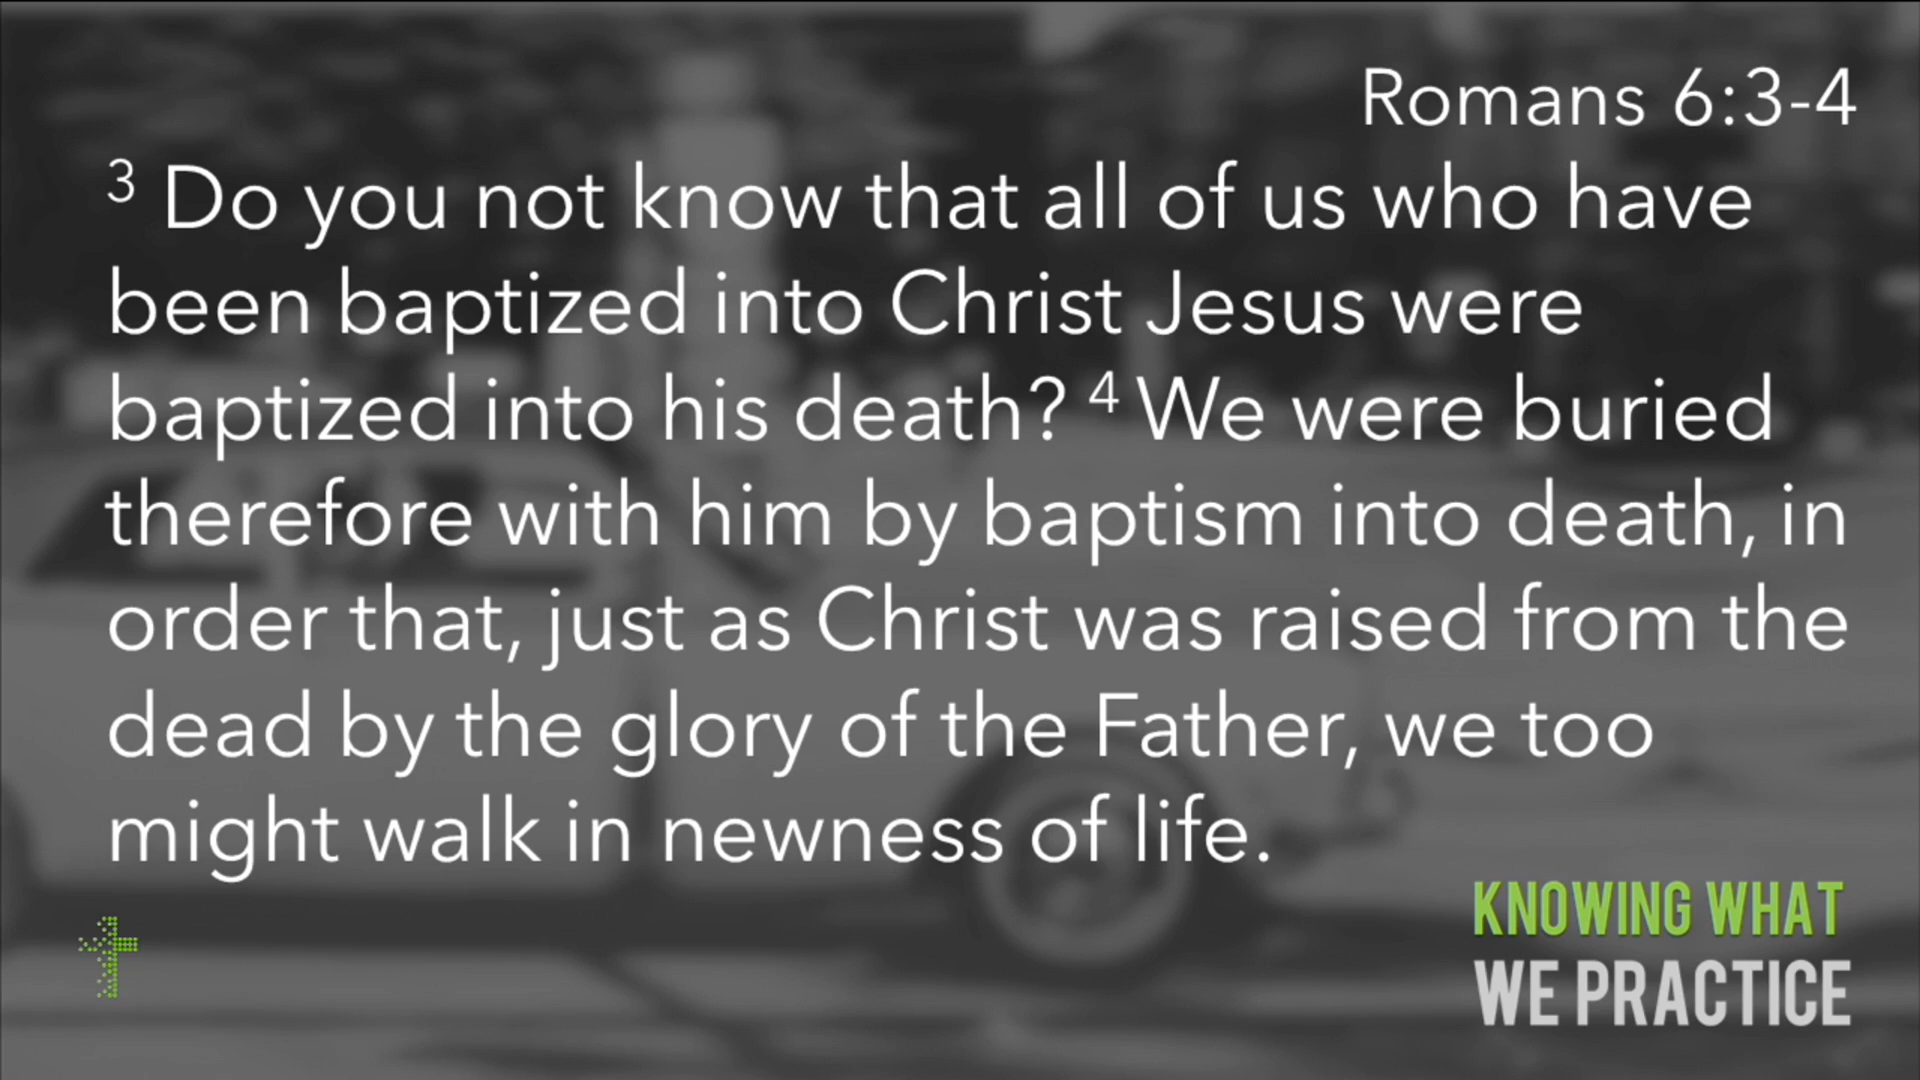 Romans 6:3-4
3 Do you not know that all of us who have
been baptized into Christ Jesus were
baptized into his death? 4 We were buried
therefore with him by baptism into death, in
order that, just as Christ was raised from the
dead by the glory of the Father, we too
might walk in newness of life.
KNOWING WHAT
WE PRACTICE